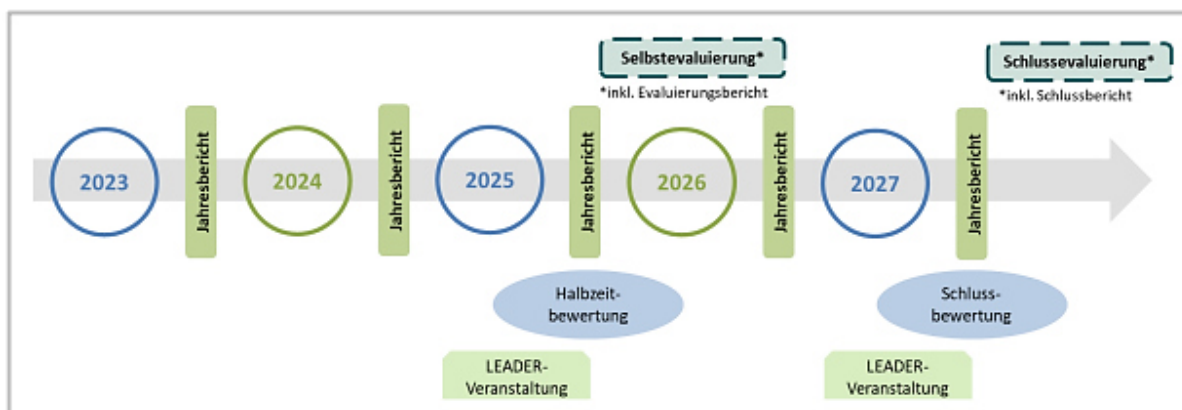 Selbstevaluierung*
*inkl. Evaluierungsbericht
Schlussevaluierung*
*inkl. Schlussbericht
2023
Jahresbericht
2024
Jahresbericht
2025
Jahresbericht
2026
Jahresbericht
2027
Jahresbericht
Halbzeit-
bewertung
Schluss-
bewertung
LEADER-
Veranstaltung
LEADER-
Veranstaltung